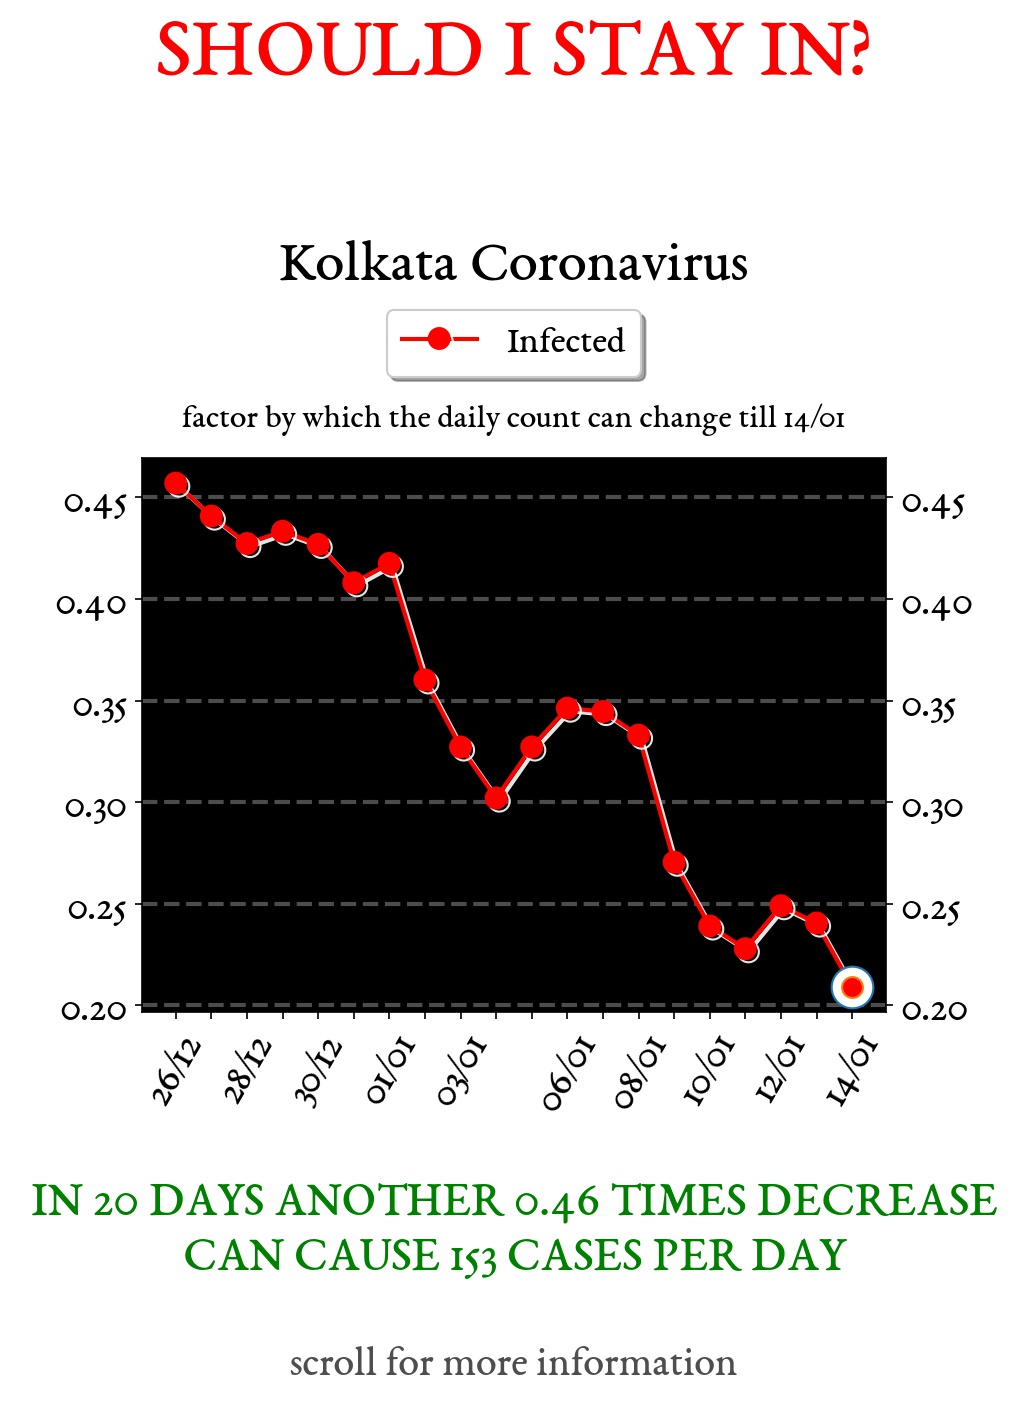 SHOULD I STAY IN?
Kolkata Coronavirus
Infected
factor by which the daily count can change till 14/01
0.45 0.45
0.40 0.40
0.35 0.35
0.30 0.30
0.25 0.25
0.20 0.20
26/12 28/12 30/12 01/01 03/01 06/01 08/01 10/01 12/01 14/01
IN 20 DAYS ANOTHER 0.46 TIMES DECREASE
CAN CAUSE 153 CASES PER DAY
scroll for more information